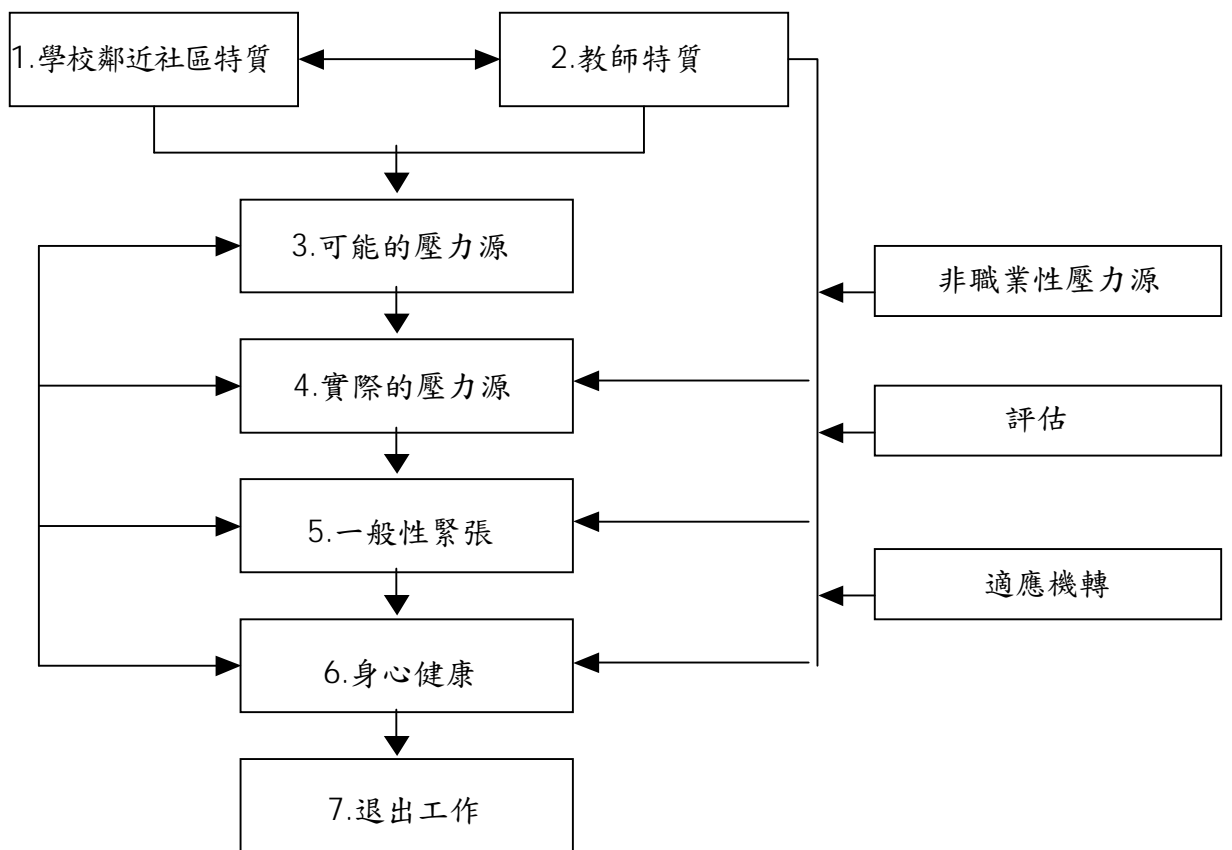 1.學校鄰近社區特質
2.教師特質
3.可能的壓力源
非職業性壓力源
4.實際的壓力源
評估
5.一般性緊張
適應機轉
6.身心健康
7.退出工作